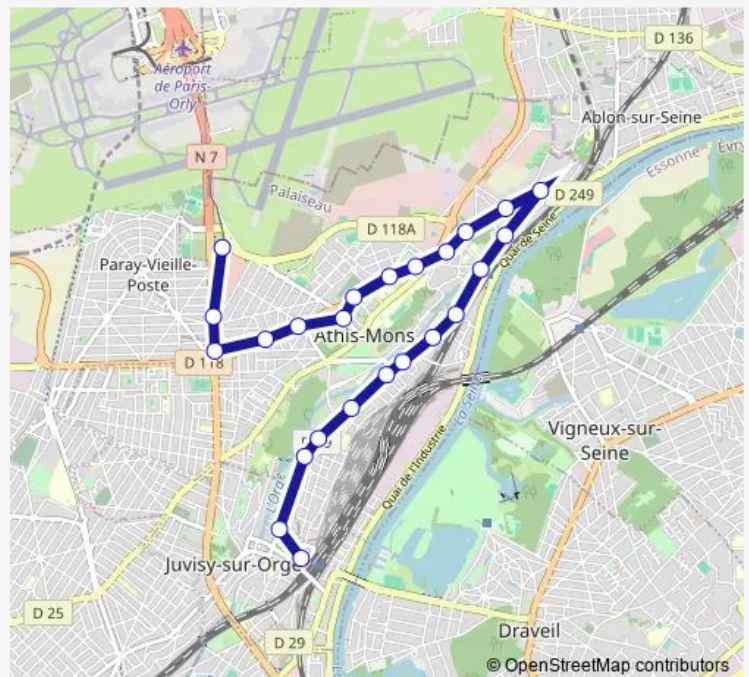 D 136
Aéroport
de Paris-
Orly
Ablon-sur-Seine
N 7
Essonne
Évry
Palaiseau
D 249
D 118A
Quai de Seine
Paray-Vieille-
Poste
Athis-Mons
D 118
La Seine
Vigneux-sur-
Seine
Quai de l'Industrie
L'Orge
Juvisy-sur-Orge
D 25
Draveil
D 29
© OpenStreetMap contributors